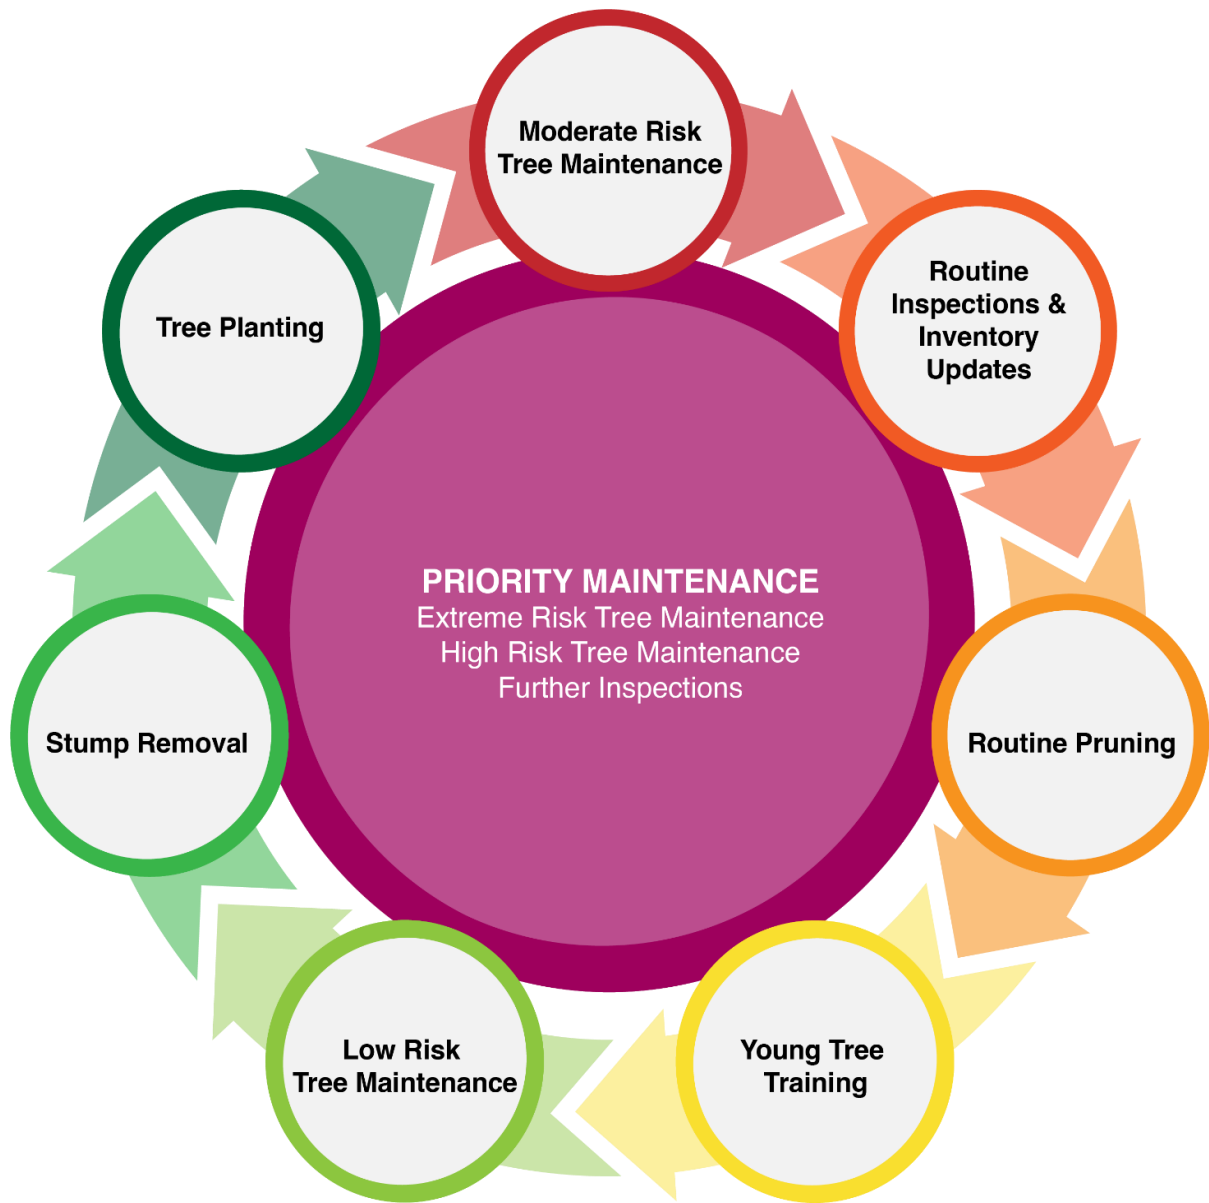 Moderate Risk
Tree Maintenance
Routine
Inspections &
Inventory
Updates
Routine Pruning
Young Tree
Training
Low Risk
Tree Maintenance
Stump Removal
Tree Planting
PRIORITY MAINTENANCE
Extreme Risk Tree Maintenance
High Risk Tree Maintenance
Further Inspections